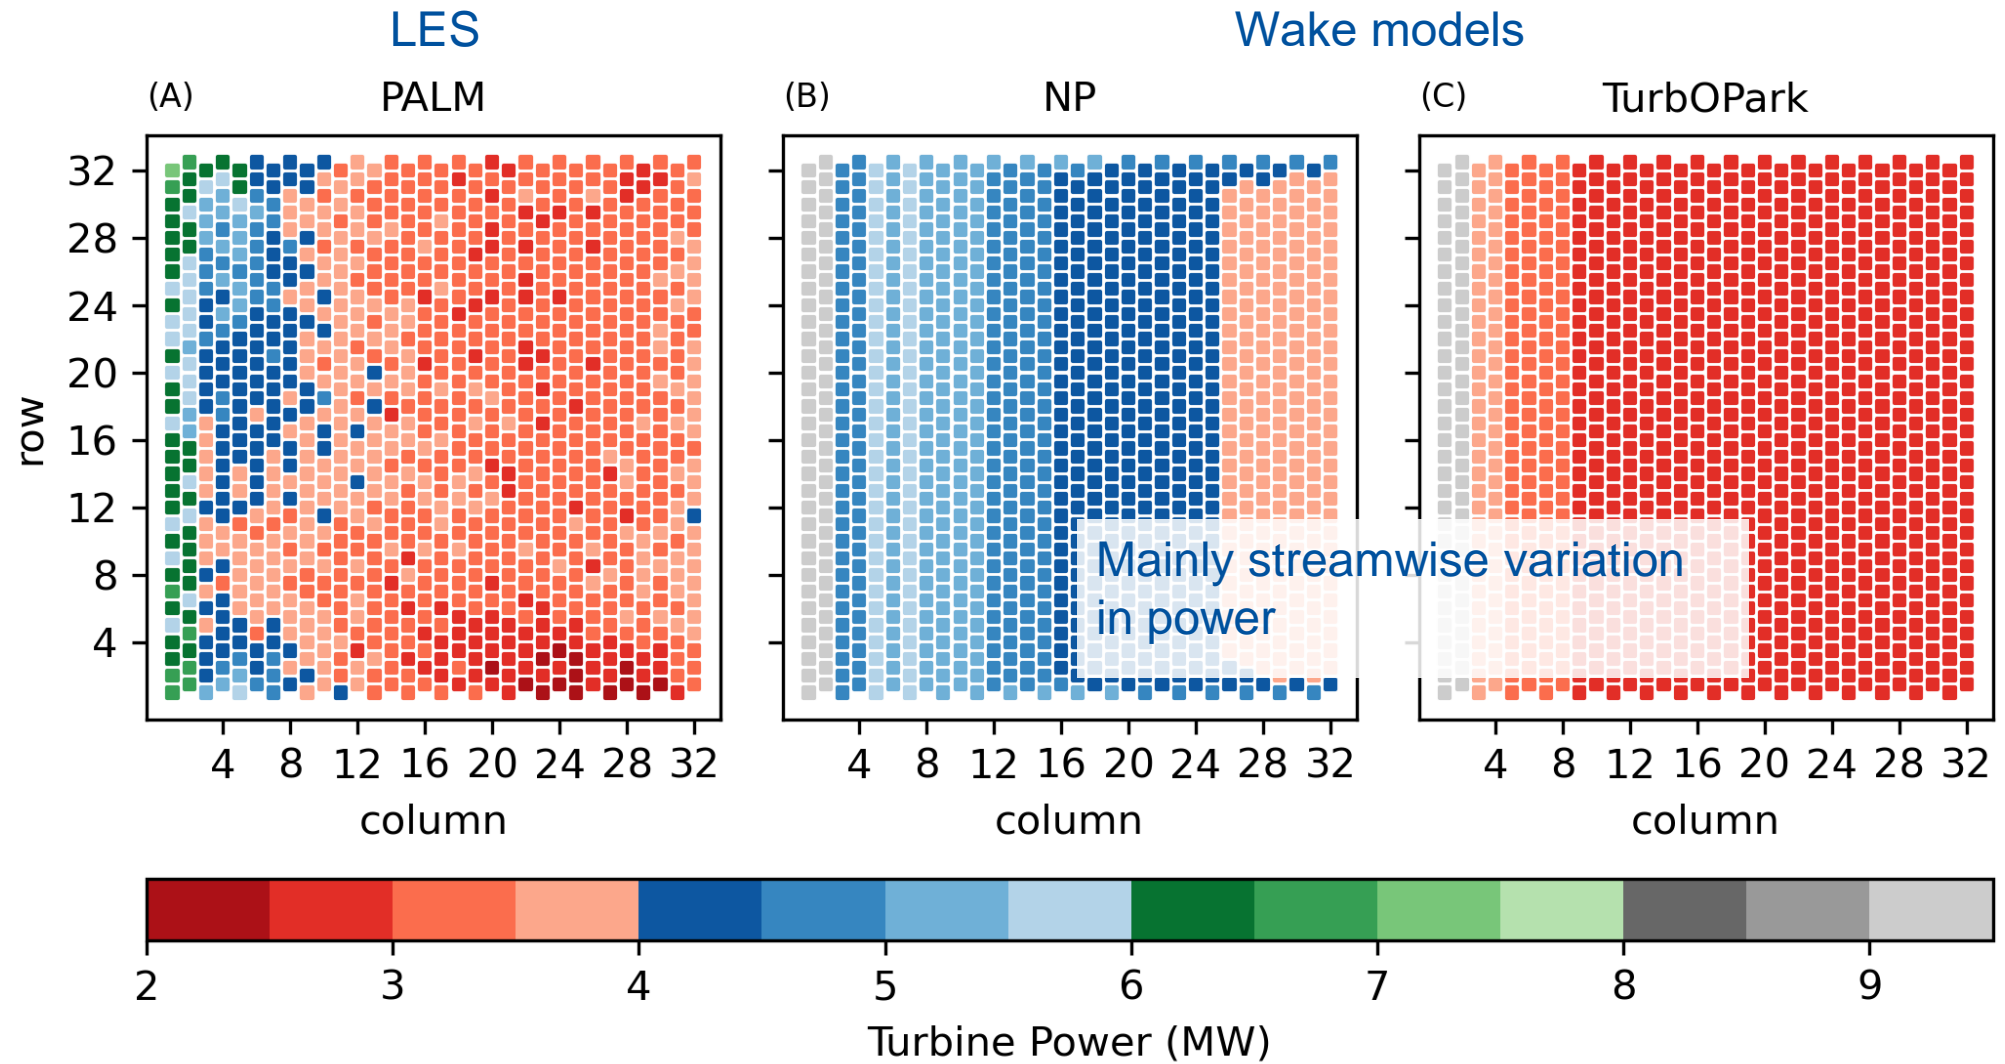 LES
Wake models
(A)
PALM
(B)
NP
(C)
TurbOPark
row
32
28
24
20
16
12
8
4
Mainly streamwise variation
in power
4 8 12 16 20 24 28 32
4 8 12 16 20 24 28 32
4 8 12 16 20 24 28 32
column
column
column
2 3 4 5 6 7 8 9
Turbine Power (MW)